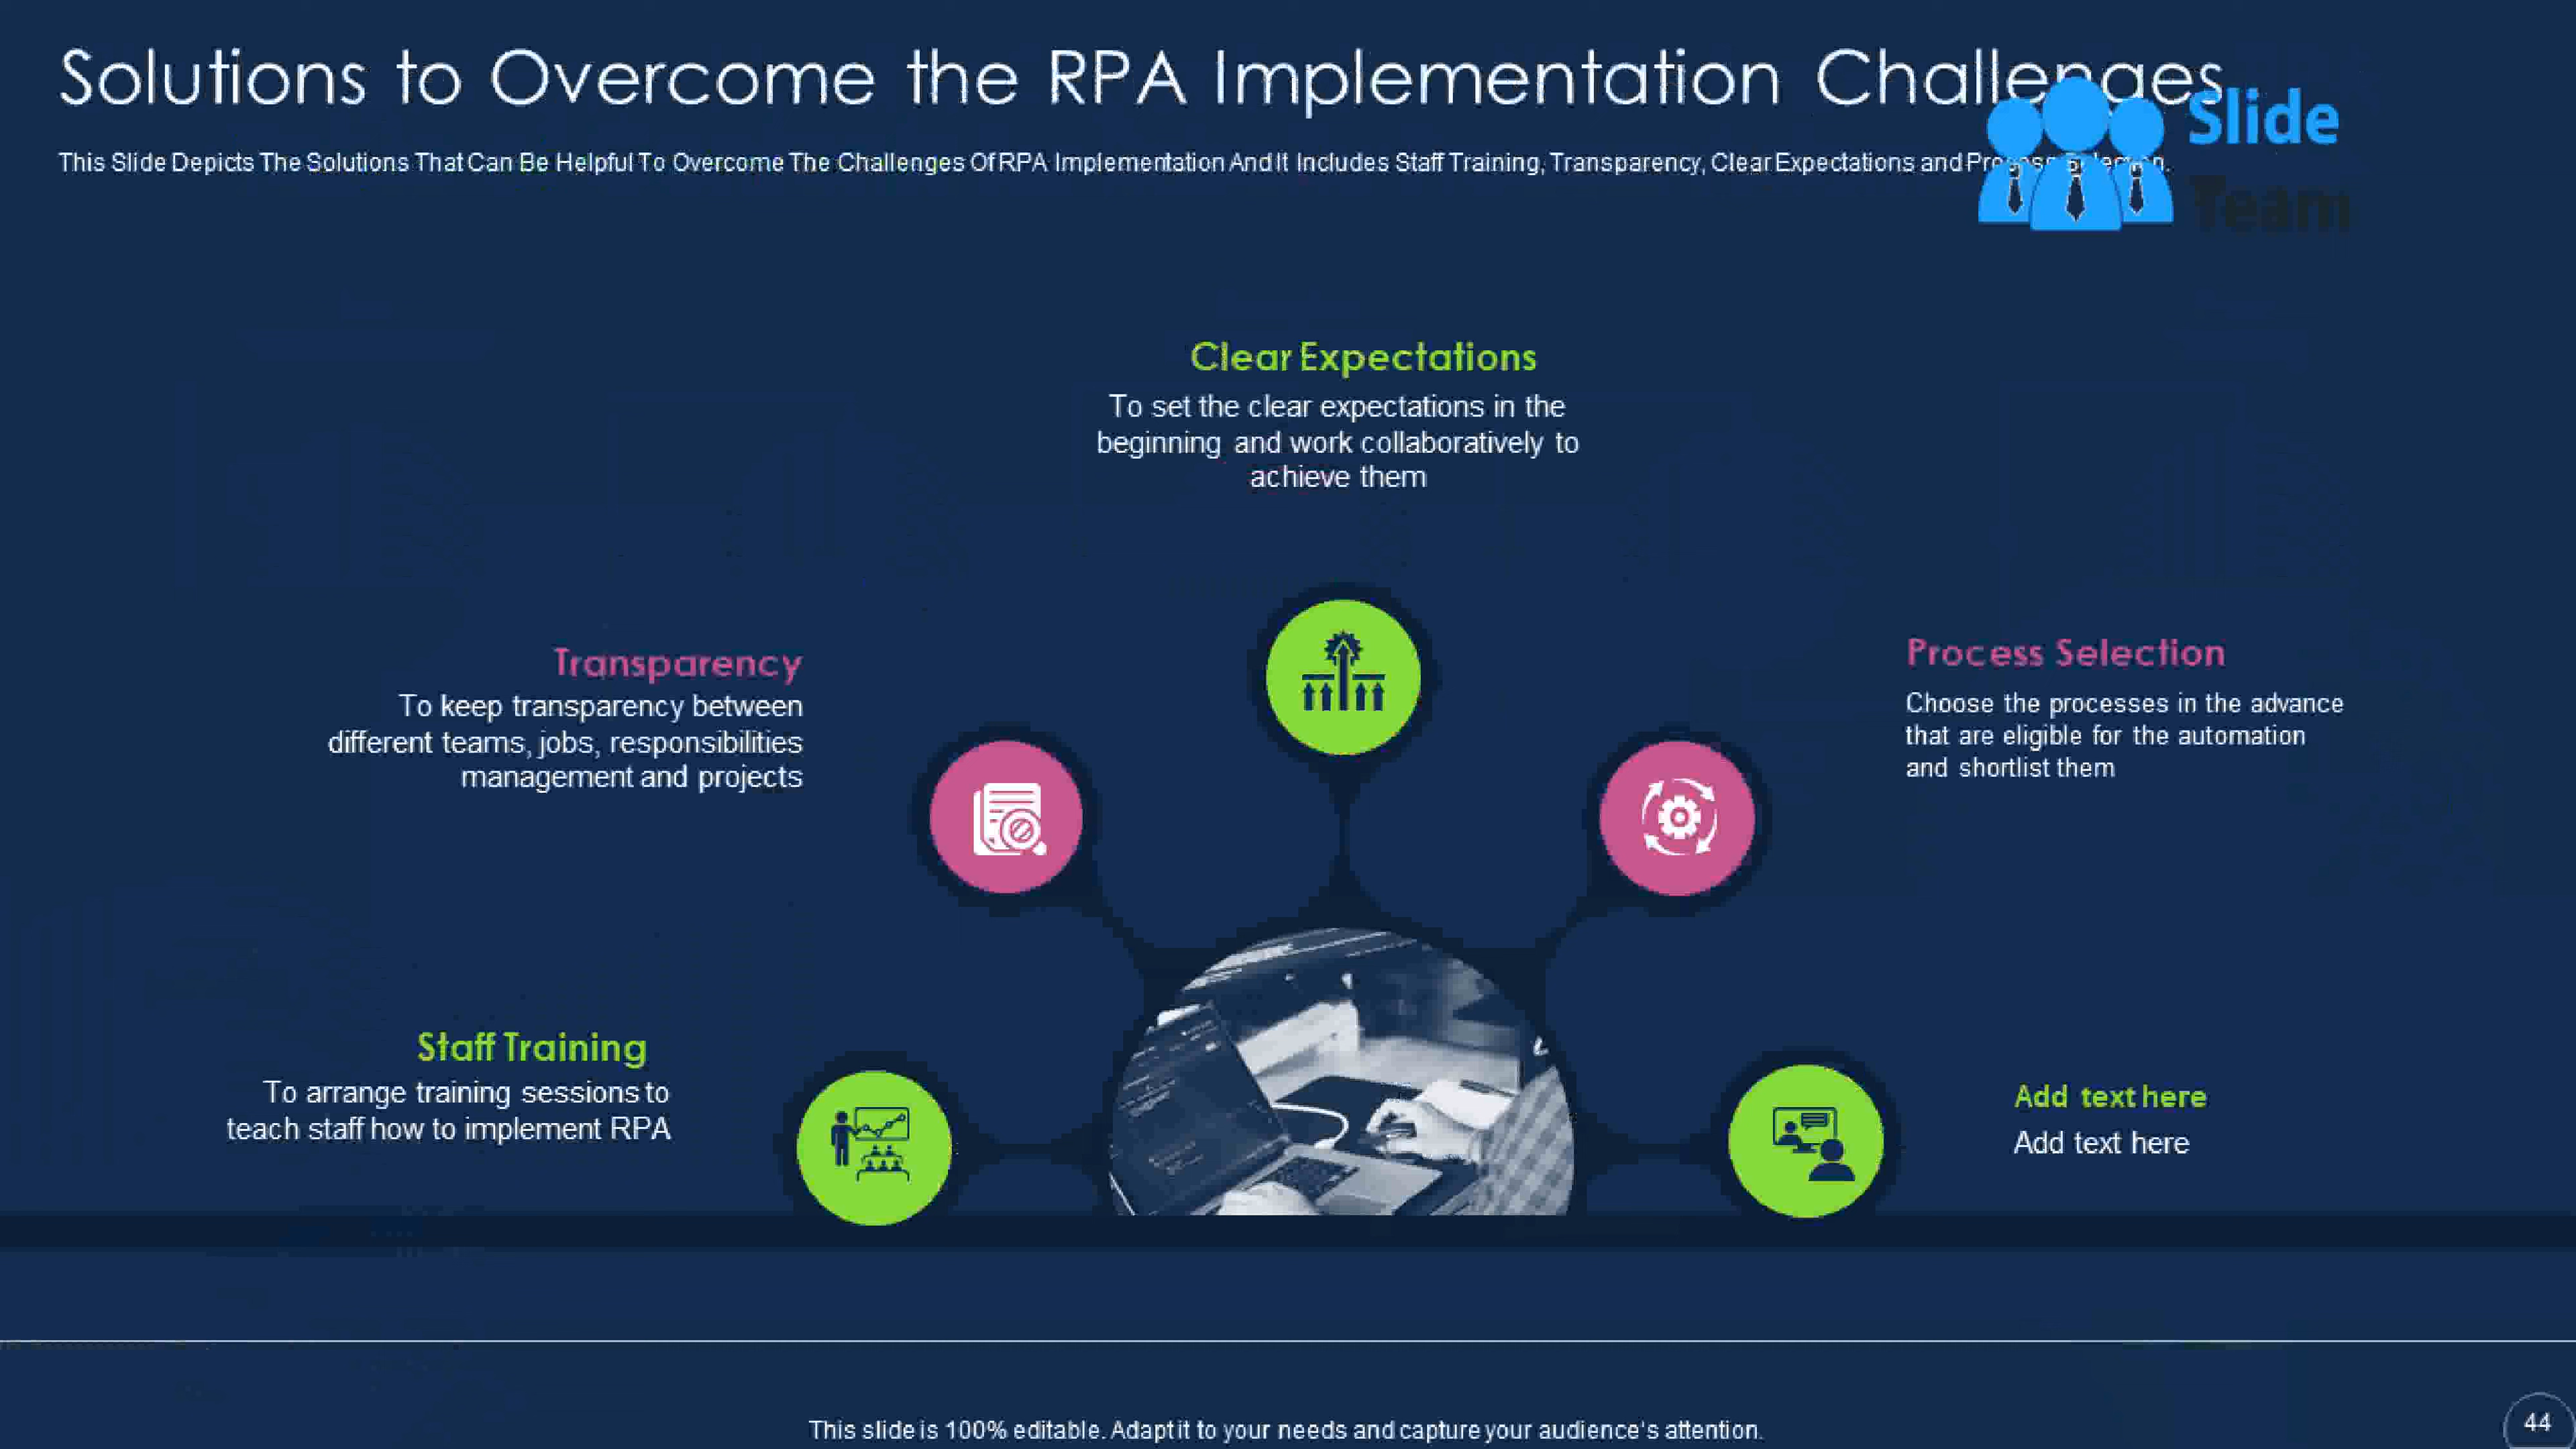 Solutions to Overcome the RPA Implementation Challenges
This Slide Depicts The Solutions That Can Be Helpful To Overcome The Challenges Of RPA Implementation And It Includes Staff Training, Transparency, Clear Expectations and Process Selection.
Slide
Team
Clear Expectations
To set the clear expectations in the
beginning and work collaboratively to
achieve them
Transparency
To keep transparency between
different teams, jobs, responsibilities
management and projects
Process Selection
Choose the processes in the advance
that are eligible for the automation
and shortlist them
Staff Training
To arrange training sessions to
teach staff how to implement RPA
Add text here
Add text here
This slide is 100% editable. Adapt it to your needs and capture your audience's attention.
44